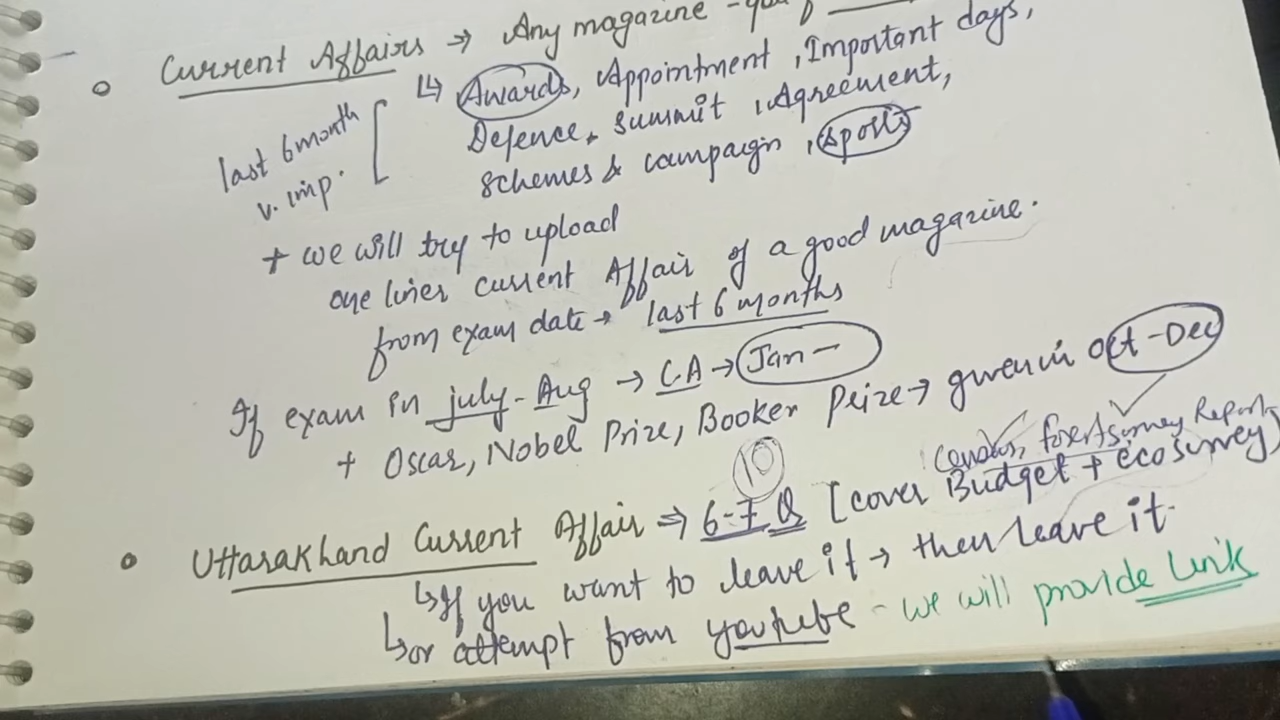 Current Affairs → Any magazine - you
↳ Awards, Appointment, Important days,
last 6 month
v. imp.
Defence, Summit, Agreement,
schemes & campaign, sports
+ we will try to upload
one liner current Affair of a good magazine.
from exam date → last 6 months
If exam in july - Aug → C.A → Jan -
+ Oscar, Nobel Prize, Booker Prize → given in Oct-Dec
10
Census, forest survey Report,
Uttarakhand Current Affair ⇒ 6-7 Qs [cover Budget + eco survey]
↳ If you want to leave it → then leave it.
↳ or attempt from youtube - we will provide link